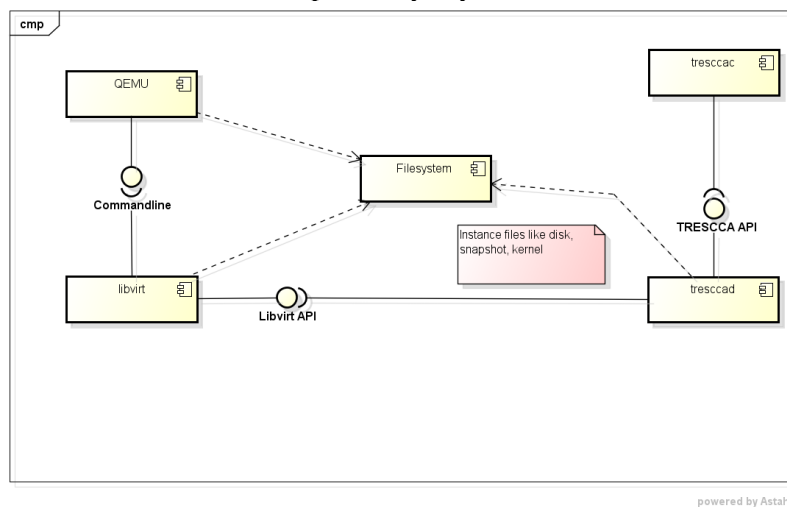 cmp
QEMU
tresccac
Filesystem
Commandline
TRESCCA API
Instance files like disk,
snapshot, kernel
libvirt
tresccad
Libvirt API
powered by Astah